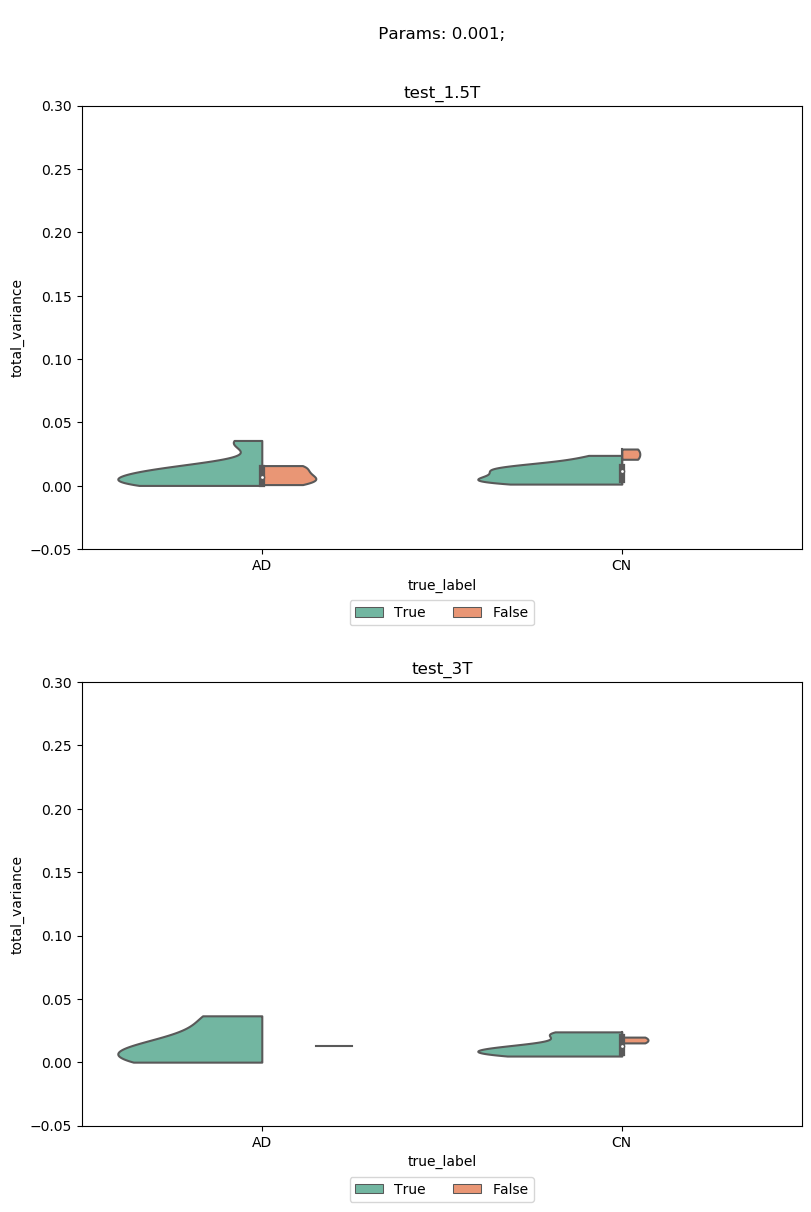 Params: 0.001;
test_1.5T
0.30
0.25
0.20
0.15
0.10
0.05
0.00
−0.05
total_variance
AD CN
true_label
True False
test_3T
0.30
0.25
0.20
0.15
0.10
0.05
0.00
−0.05
total_variance
AD CN
true_label
True False